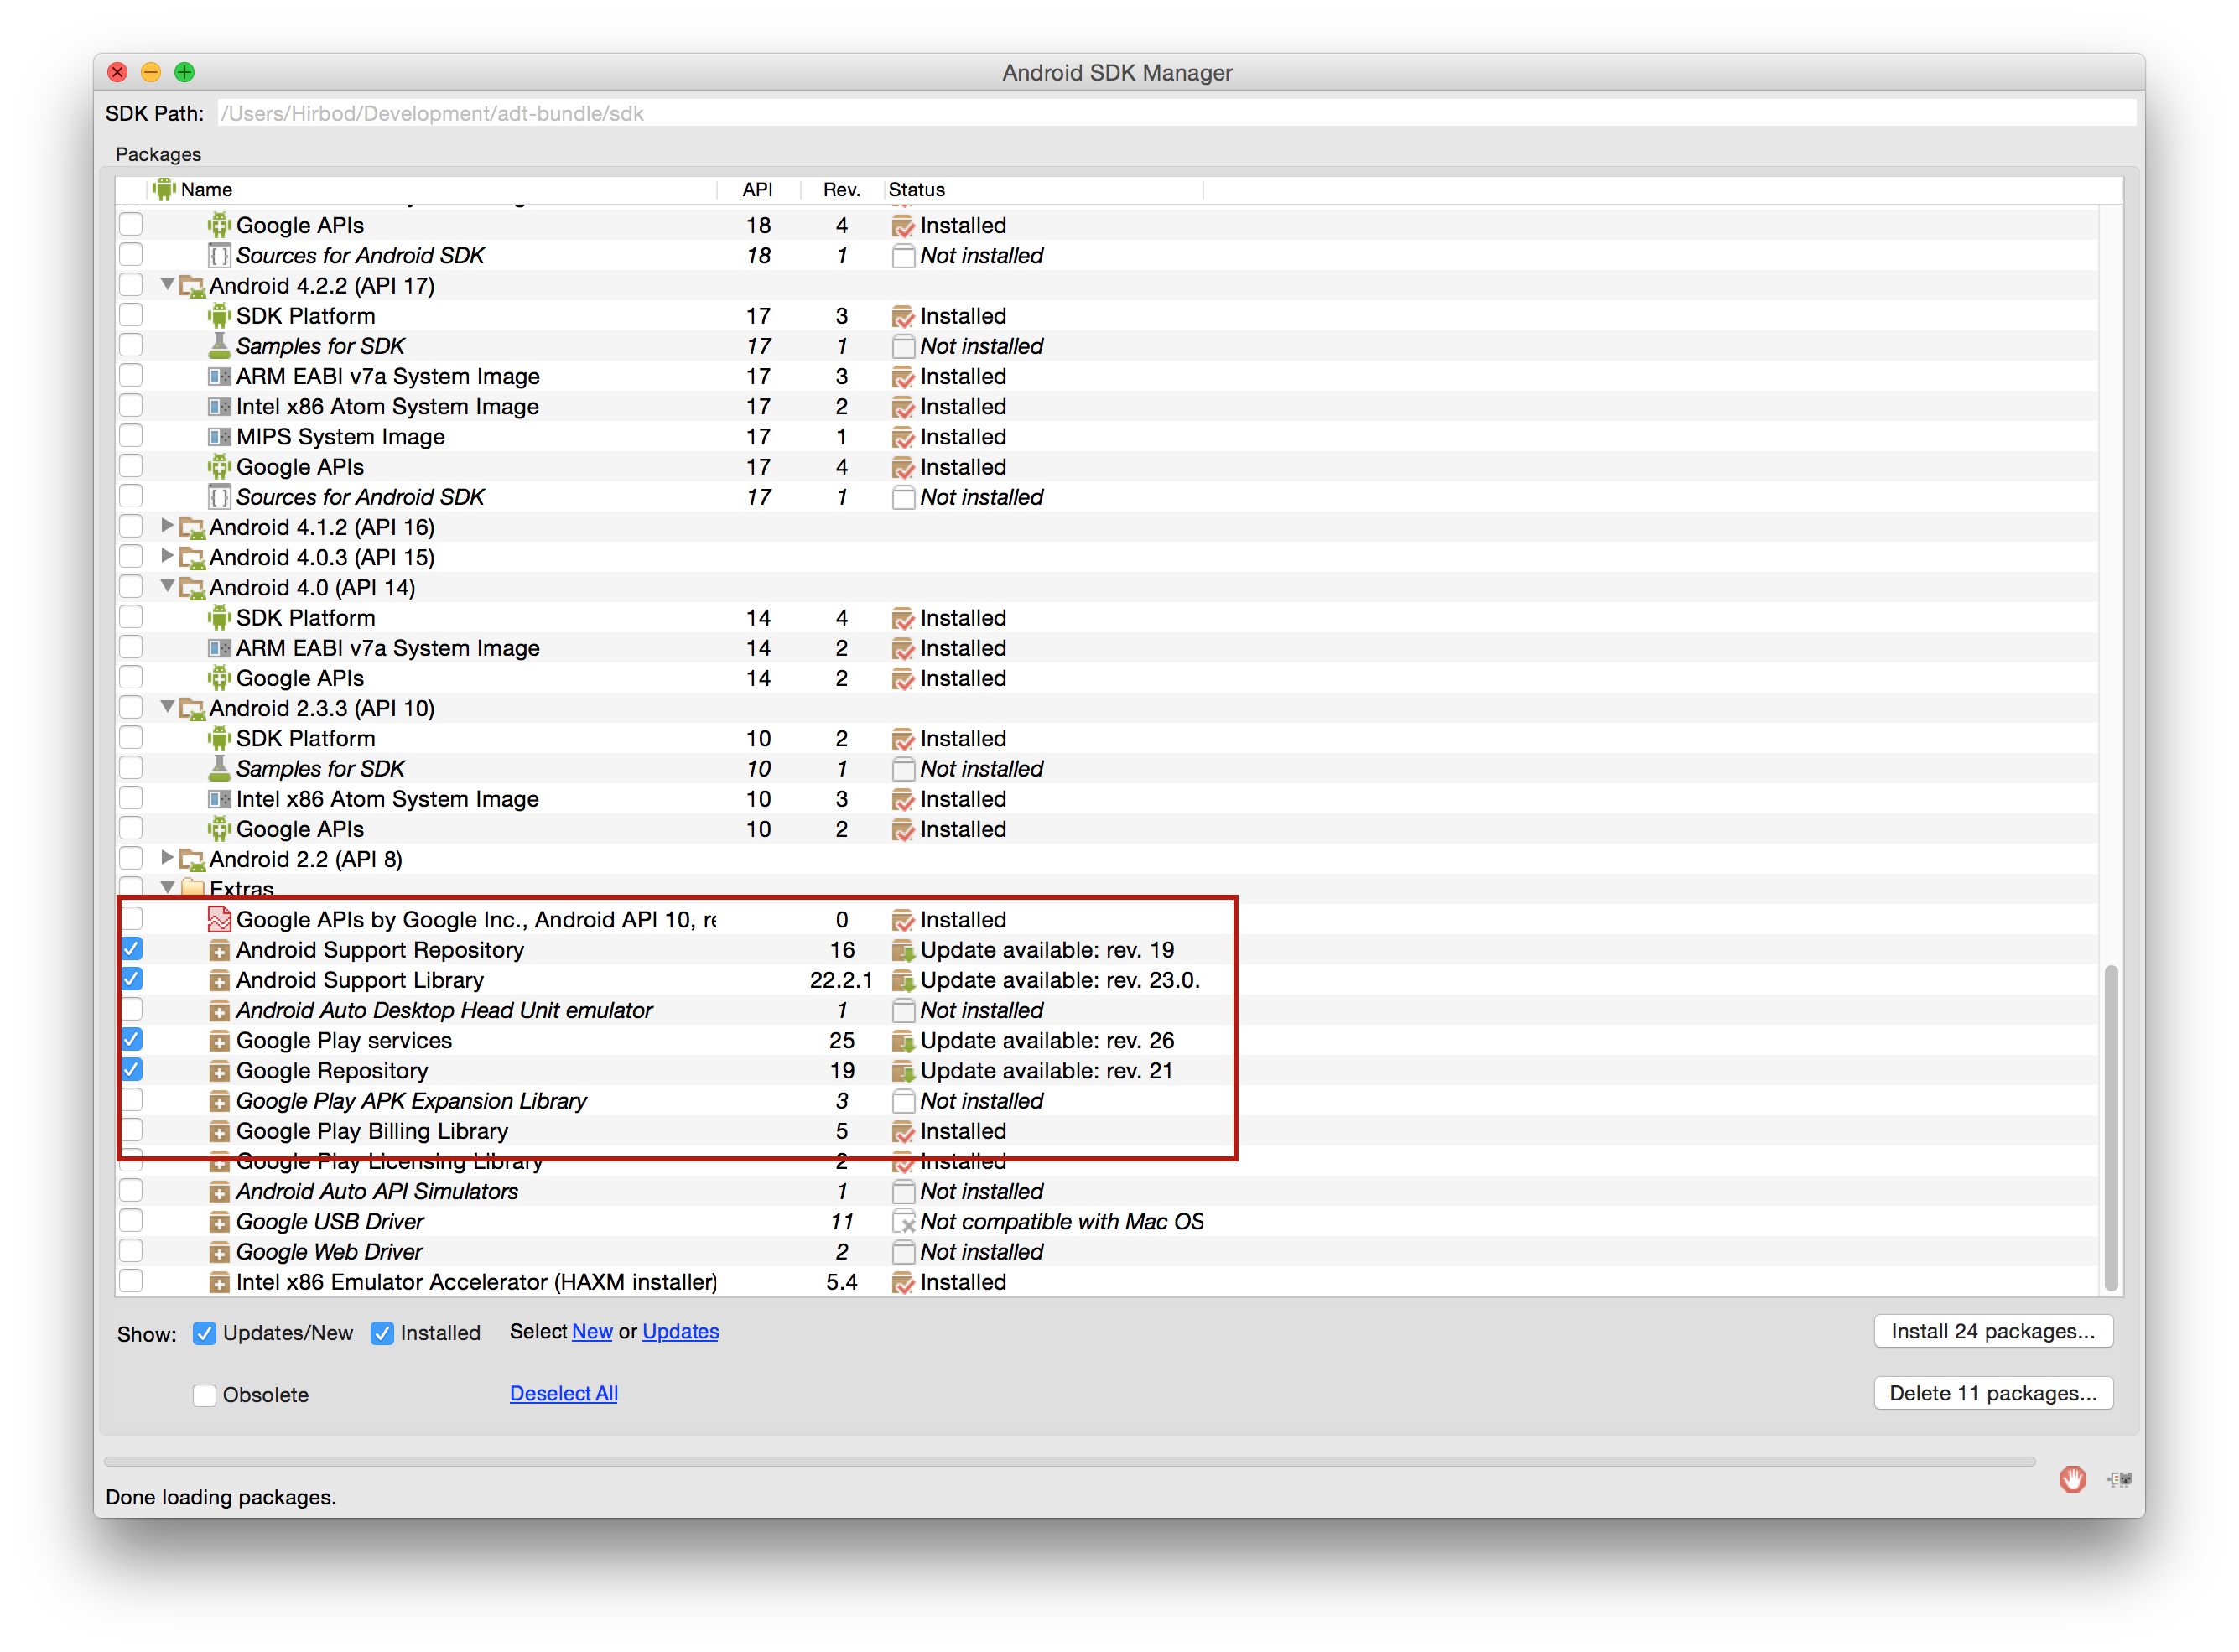 Android SDK Manager
SDK Path: /Users/Hirbod/Development/adt-bundle/sdk
Packages
Name API Rev. Status
Google APIs 18 4 Installed
Sources for Android SDK 18 1 Not installed
Android 4.2.2 (API 17)
SDK Platform 17 3 Installed
Samples for SDK 17 1 Not installed
ARM EABI v7a System Image 17 3 Installed
Intel x86 Atom System Image 17 2 Installed
MIPS System Image 17 1 Installed
Google APIs 17 4 Installed
Sources for Android SDK 17 1 Not installed
Android 4.1.2 (API 16)
Android 4.0.3 (API 15)
Android 4.0 (API 14)
SDK Platform 14 4 Installed
ARM EABI v7a System Image 14 2 Installed
Google APIs 14 2 Installed
Android 2.3.3 (API 10)
SDK Platform 10 2 Installed
Samples for SDK 10 1 Not installed
Intel x86 Atom System Image 10 3 Installed
Google APIs 10 2 Installed
Android 2.2 (API 8)
Extras
Google APIs by Google Inc., Android API 10, re 0 Installed
Android Support Repository 16 Update available: rev. 19
Android Support Library 22.2.1 Update available: rev. 23.0.
Android Auto Desktop Head Unit emulator 1 Not installed
Google Play services 25 Update available: rev. 26
Google Repository 19 Update available: rev. 21
Google Play APK Expansion Library 3 Not installed
Google Play Billing Library 5 Installed
Google Play Licensing Library 2 Installed
Android Auto API Simulators 1 Not installed
Google USB Driver 11 Not compatible with Mac OS
Google Web Driver 2 Not installed
Intel x86 Emulator Accelerator (HAXM installer) 5.4 Installed
Show: Updates/New Installed Select New or Updates Install 24 packages...
Obsolete Deselect All Delete 11 packages...
Done loading packages.